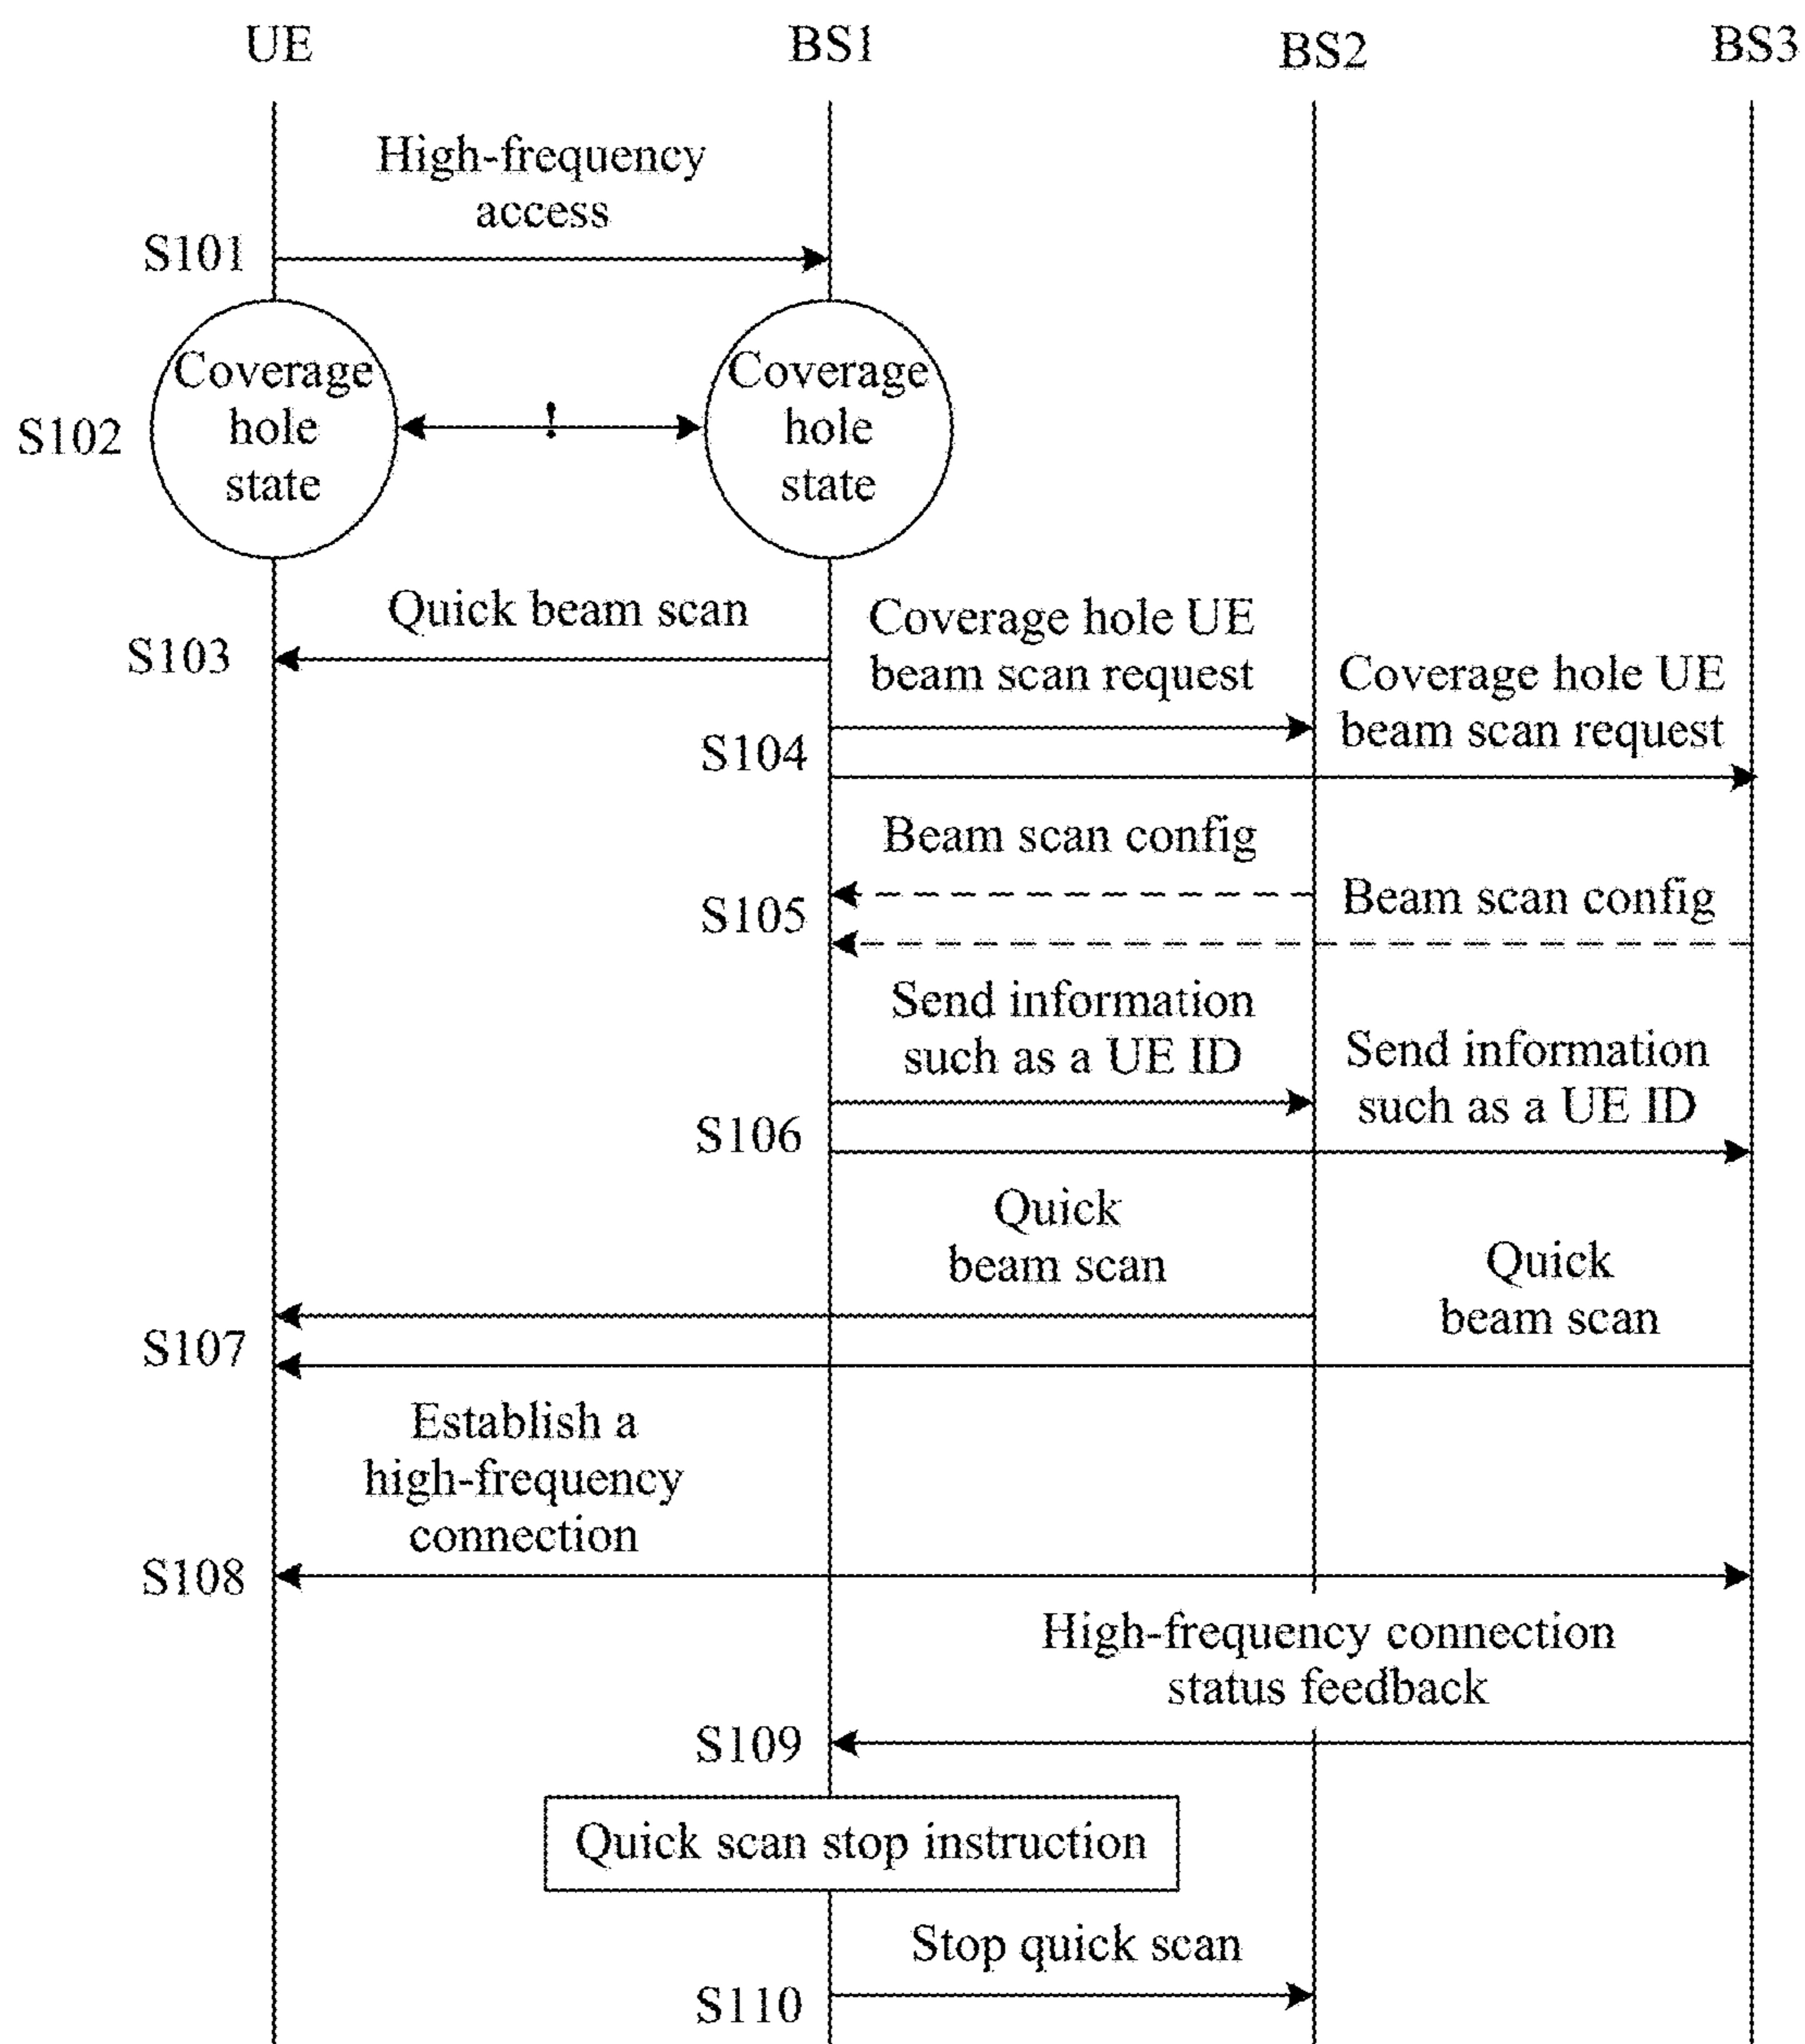 UE
BS1
BS2
BS3
High-frequency
access
S101
Coverage
hole
state
!
Coverage
hole
state
S102
Quick beam scan
S103
Coverage hole UE
beam scan request
Coverage hole UE
beam scan request
S104
Beam scan config
Beam scan config
S105
Send information
such as a UE ID
Send information
such as a UE ID
S106
Quick
beam scan
Quick
beam scan
S107
Establish a
high-frequency
connection
S108
High-frequency connection
status feedback
S109
Quick scan stop instruction
Stop quick scan
S110